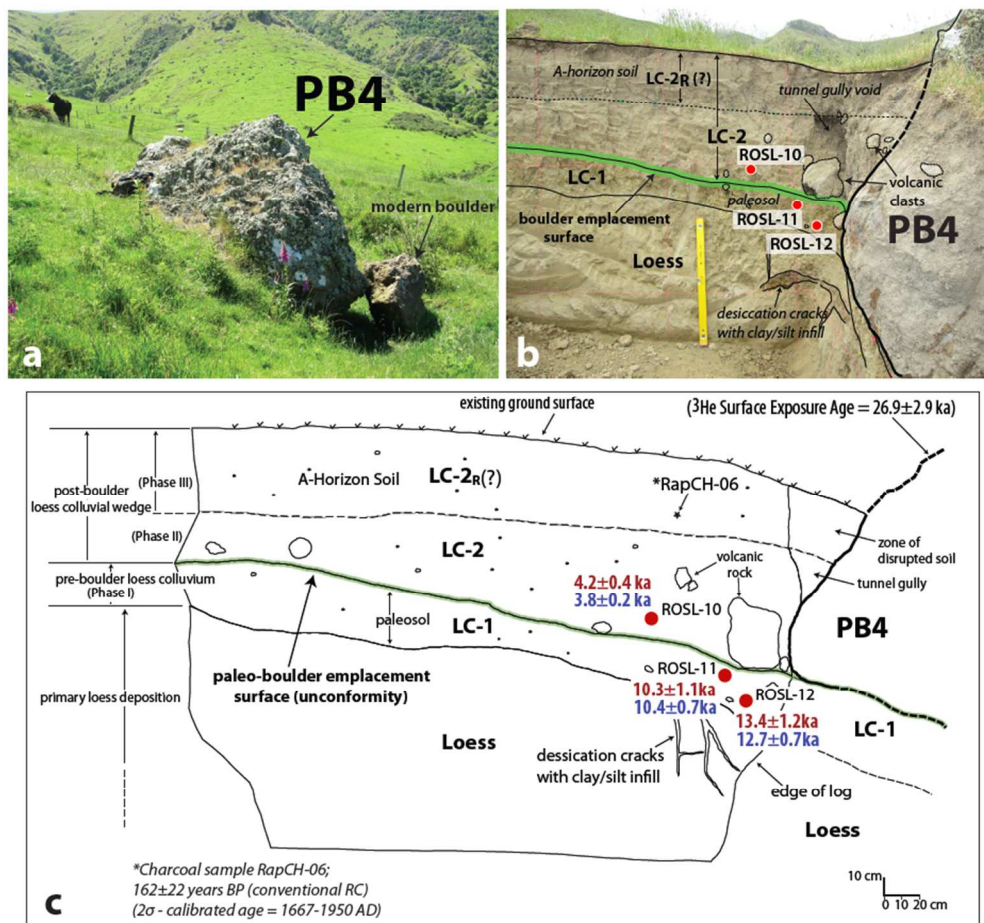 PB4
modern boulder
a
A-horizon soil
LC-2R (?)
tunnel gully void
LC-2
ROSL-10
LC-1
volcanic
clasts
paleosol
boulder emplacement
surface
ROSL-11
PB4
ROSL-12
Loess
desiccation cracks
with clay/silt infill
b
existing ground surface
(3He Surface Exposure Age = 26.9±2.9 ka)
(Phase III)
A-Horizon Soil
LC-2R(?)
*RapCH-06
post-boulder
loess colluvial wedge
(Phase II)
LC-2
zone of
disrupted soil
volcanic
rock
tunnel gully
pre-boulder loess colluvium
(Phase I)
4.2±0.4 ka
3.8±0.2 ka
ROSL-10
paleosol
LC-1
PB4
paleo-boulder emplacement
surface (unconformity)
ROSL-11
10.3±1.1ka
10.4±0.7ka
ROSL-12
13.4±1.2ka
12.7±0.7ka
primary loess deposition
LC-1
Loess
dessication cracks
with clay/silt infill
edge of log
Loess
*Charcoal sample RapCH-06;
162±22 years BP (conventional RC)
(2σ - calibrated age = 1667-1950 AD)
10 cm
0 10 20 cm
c